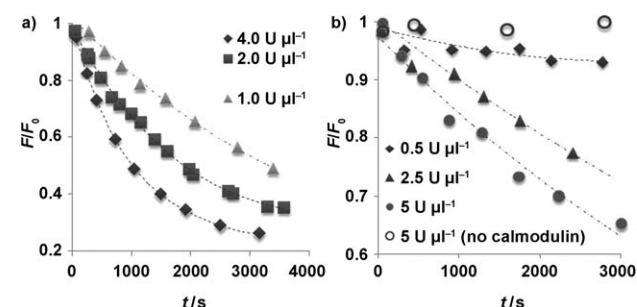 a)
1
0.8
0.6
0.4
0.2
F/F₀
0 1000 2000 3000 4000
t/s
4.0 U µl⁻¹
2.0 U µl⁻¹
1.0 U µl⁻¹
b)
1
0.9
0.8
0.7
0.6
F/F₀
0 1000 2000 3000
t/s
0.5 U µl⁻¹
2.5 U µl⁻¹
5 U µl⁻¹
5 U µl⁻¹ (no calmodulin)